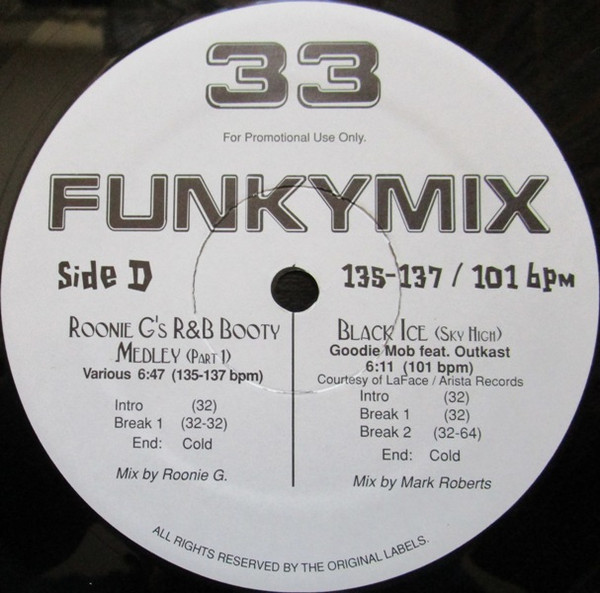 33
For Promotional Use Only.
FUNKYMIX
Side D
135-137 / 101 bpm
Roonie G's R&B Booty
Medley (Part 1)
Various 6:47 (135-137 bpm)
Intro (32)
Break 1 (32-32)
End: Cold
Mix by Roonie G.
Black Ice (Sky High)
Goodie Mob feat. Outkast
6:11 (101 bpm)
Courtesy of LaFace / Arista Records
Intro (32)
Break 1 (32)
Break 2 (32-64)
End: Cold
Mix by Mark Roberts
ALL RIGHTS RESERVED BY THE ORIGINAL LABELS.